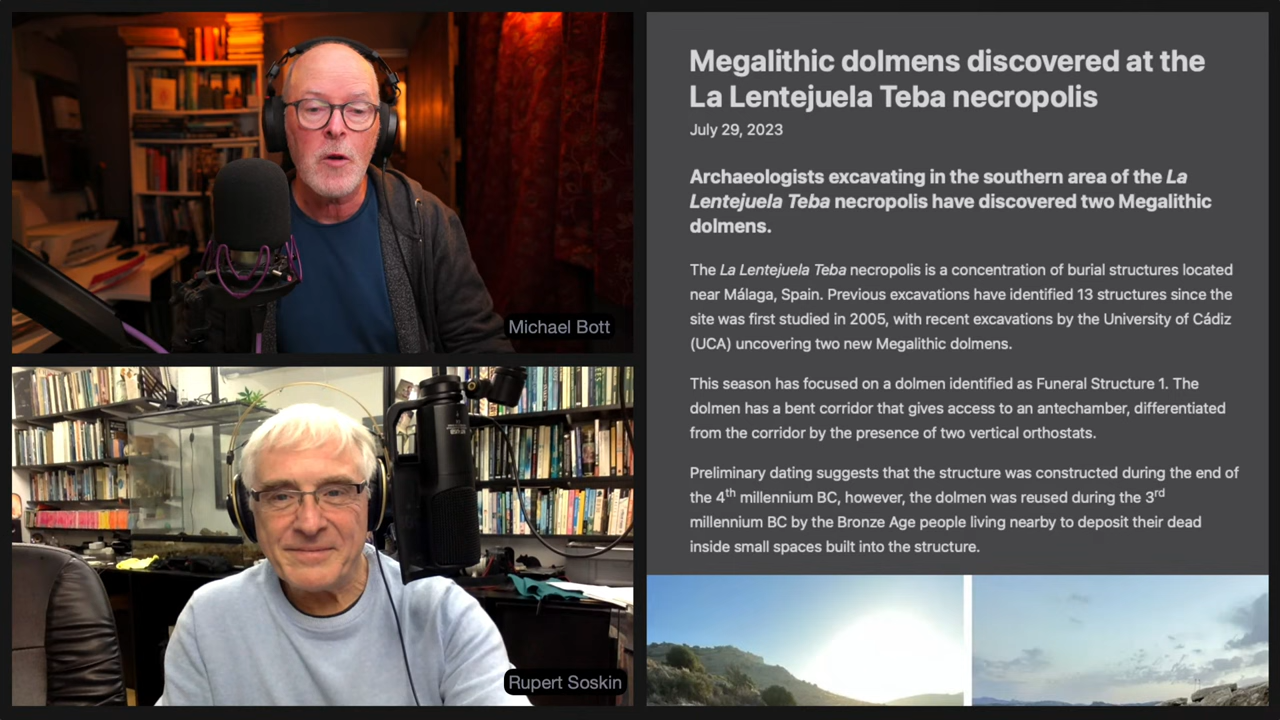 Michael Bott
Rupert Soskin
Megalithic dolmens discovered at the
La Lentejuela Teba necropolis
July 29, 2023
Archaeologists excavating in the southern area of the La
Lentejuela Teba necropolis have discovered two Megalithic
dolmens.
The La Lentejuela Teba necropolis is a concentration of burial structures located
near Málaga, Spain. Previous excavations have identified 13 structures since the
site was first studied in 2005, with recent excavations by the University of Cádiz
(UCA) uncovering two new Megalithic dolmens.
This season has focused on a dolmen identified as Funeral Structure 1. The
dolmen has a bent corridor that gives access to an antechamber, differentiated
from the corridor by the presence of two vertical orthostats.
Preliminary dating suggests that the structure was constructed during the end of
the 4th millennium BC, however, the dolmen was reused during the 3rd
millennium BC by the Bronze Age people living nearby to deposit their dead
inside small spaces built into the structure.